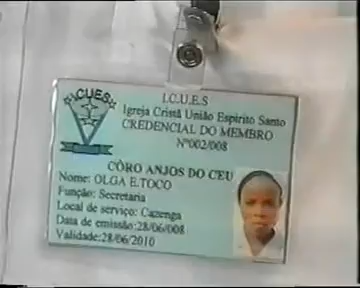 ICUES
I.C.U.E.S
Igreja Cristã União Espirito Santo
CREDENCIAL DO MEMBRO
Nº002/008
CÔRO ANJOS DO CEU
Nome: OLGA E.TOCO
Função: Secretaria
Local de serviço: Cazenga
Data de emissão:28/06/008
Validade:28/06/2010